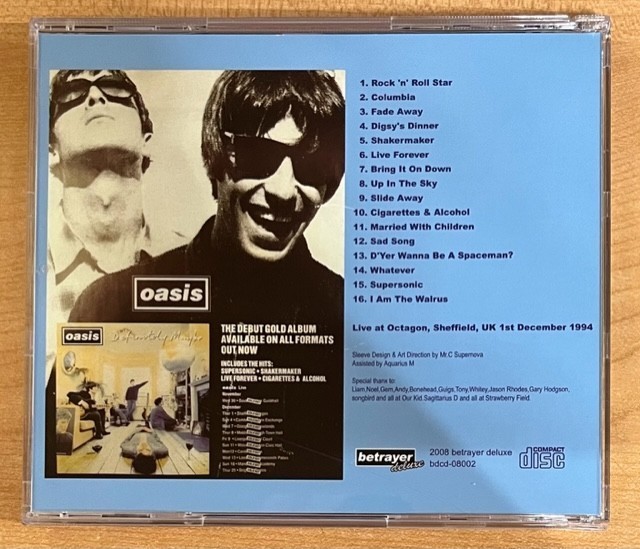 oasis
oasis
Definitely Maybe
THE DEBUT GOLD ALBUM
AVAILABLE ON ALL FORMATS
OUT NOW
INCLUDES THE HITS:
SUPERSONIC • SHAKERMAKER
LIVE FOREVER • CIGARETTES & ALCOHOL
Live
November
December
1. Rock 'n' Roll Star
2. Columbia
3. Fade Away
4. Digsy's Dinner
5. Shakermaker
6. Live Forever
7. Bring It On Down
8. Up In The Sky
9. Slide Away
10. Cigarettes & Alcohol
11. Married With Children
12. Sad Song
13. D'Yer Wanna Be A Spaceman?
14. Whatever
15. Supersonic
16. I Am The Walrus
Live at Octagon, Sheffield, UK 1st December 1994
Sleeve Design & Art Direction by Mr.C Supernova
Assisted by Aquarius M
Special thanx to:
Liam,Noel,Gem,Andy,Bonehead,Guigs,Tony,Whitey,Jason Rhodes,Gary Hodgson,
songbird and all at Our Kid.Sagittarius D and all at Strawberry Field.
betrayer
deluxe
2008 betrayer deluxe
bdcd-08002
COMPACT
disc